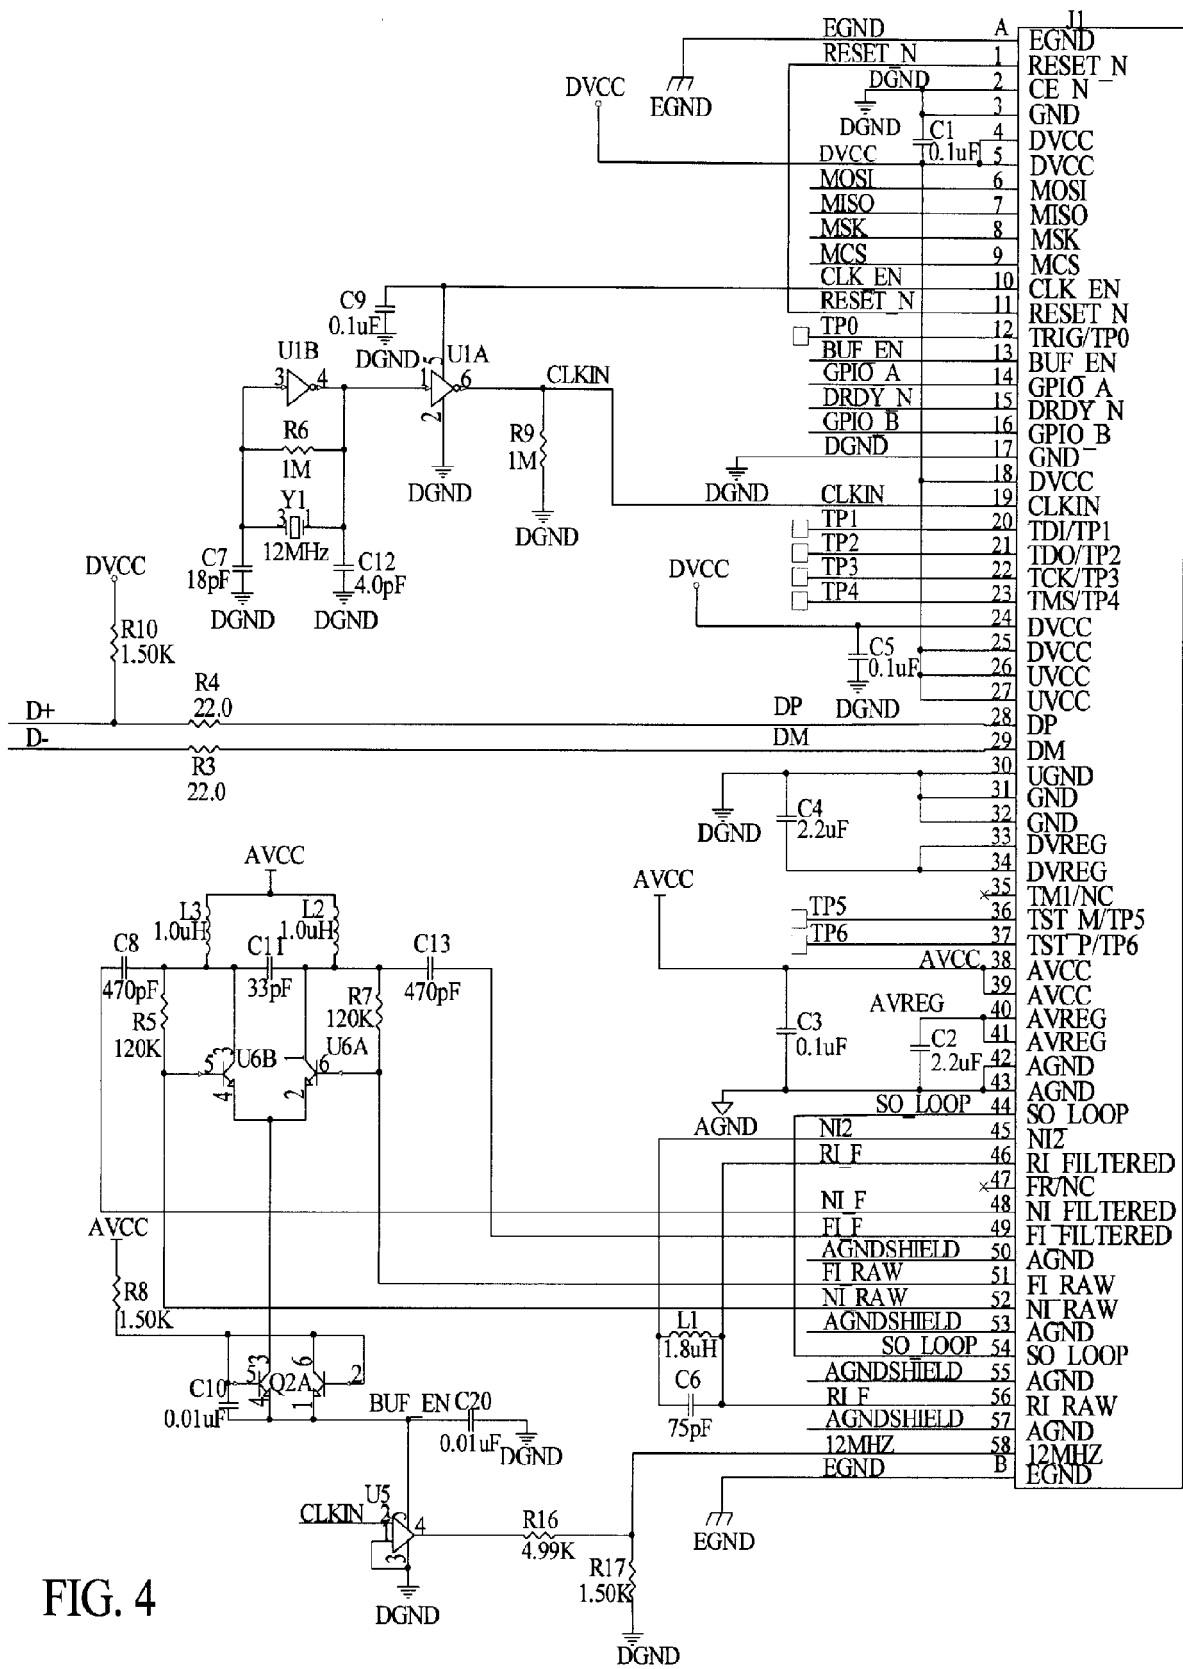 J1
EGND A EGND
RESET_N 1 RESET_N
DGND 2 CE_N
3 GND
4 DVCC
DVCC 5 DVCC
MOSI 6 MOSI
MISO 7 MISO
MSK 8 MSK
MCS 9 MCS
CLK_EN 10 CLK_EN
RESET_N 11 RESET_N
TP0 12 TRIG/TP0
BUF_EN 13 BUF_EN
GPIO_A 14 GPIO_A
DRDY_N 15 DRDY_N
GPIO_B 16 GPIO_B
DGND 17 GND
18 DVCC
CLKIN 19 CLKIN
TP1 20 TDI/TP1
TP2 21 TDO/TP2
TP3 22 TCK/TP3
TP4 23 TMS/TP4
24 DVCC
25 DVCC
26 UVCC
27 UVCC
DP 28 DP
DM 29 DM
30 UGND
31 GND
32 GND
33 DVREG
34 DVREG
35 TM1/NC
TP5 36 TST_M/TP5
TP6 37 TST_P/TP6
AVCC 38 AVCC
39 AVCC
AVREG 40 AVREG
41 AVREG
42 AGND
43 AGND
SO_LOOP 44 SO_LOOP
NI2 45 NI2
RI_F 46 RI_FILTERED
47 FR/NC
NI_F 48 NI_FILTERED
FI_F 49 FI_FILTERED
AGNDSHIELD 50 AGND
FI_RAW 51 FI_RAW
NI_RAW 52 NI_RAW
AGNDSHIELD 53 AGND
SO_LOOP 54 SO_LOOP
AGNDSHIELD 55 AGND
RI_F 56 RI_RAW
AGNDSHIELD 57 AGND
12MHZ 58 12MHZ
EGND B EGND
EGND
DVCC
DGND
C1
0.1uF
C9
0.1uF
DGND
U1B
3 4
U1A
1 5 6 2
CLKIN
R6
1M
R9
1M
DGND
DGND
DGND
Y1
3 1
12MHz
C7
18pF
C12
4.0pF
DGND
DGND
DVCC
R10
1.50K
DVCC
C5
0.1uF
DGND
D+
R4
22.0
D-
R3
22.0
DGND
C4
2.2uF
AVCC
L3
1.0uH
L2
1.0uH
C8
470pF
C11
33pF
C13
470pF
R5
120K
R7
120K
U6B
5 3 4
U6A
1 6 2
AVCC
C3
0.1uF
C2
2.2uF
AGND
AVCC
R8
1.50K
C10
0.01uF
5 3 4
Q2A
6 2 1
BUF_EN
C20
0.01uF
DGND
L1
1.8uH
C6
75pF
U5
CLKIN
2 1 3 4
DGND
R16
4.99K
R17
1.50K
DGND
EGND
FIG. 4